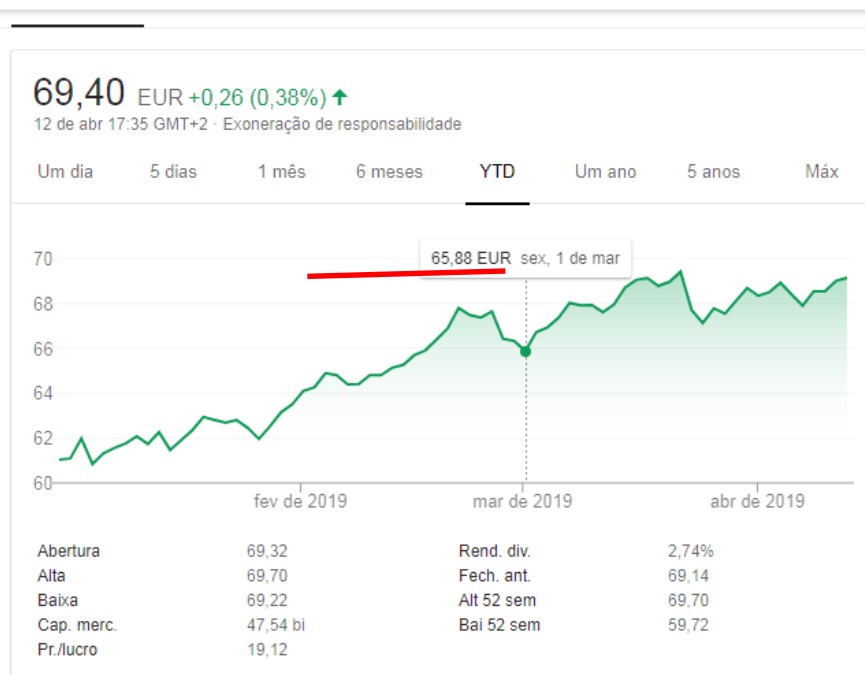 69,40 EUR +0,26 (0,38%) ↑
12 de abr 17:35 GMT+2 · Exoneração de responsabilidade
Um dia 5 dias 1 mês 6 meses YTD Um ano 5 anos Máx
65,88 EUR sex, 1 de mar
70
68
66
64
62
60
fev de 2019 mar de 2019 abr de 2019
Abertura 69,32 Rend. div. 2,74%
Alta 69,70 Fech. ant. 69,14
Baixa 69,22 Alt 52 sem 69,70
Cap. merc. 47,54 bi Bai 52 sem 59,72
Pr./lucro 19,12